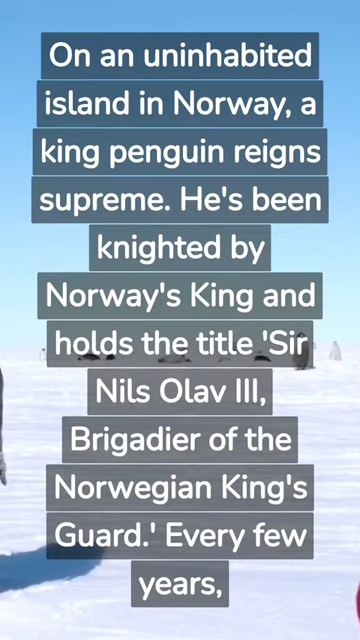 On an uninhabited
island in Norway, a
king penguin reigns
supreme. He's been
knighted by
Norway's King and
holds the title 'Sir
Nils Olav III,
Brigadier of the
Norwegian King's
Guard.' Every few
years,